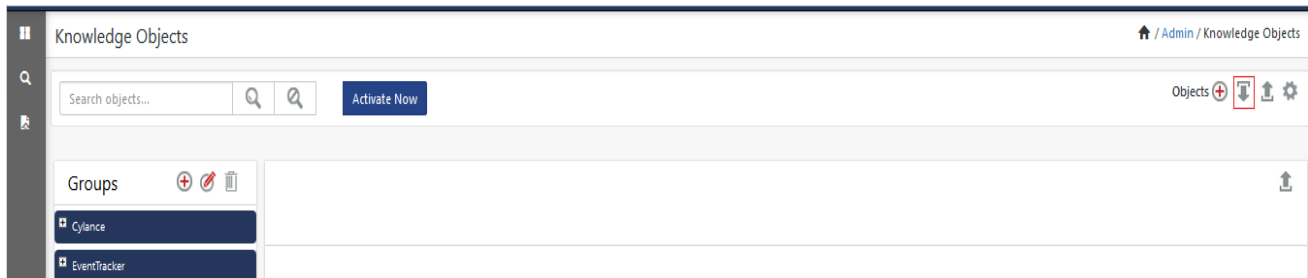 Knowledge Objects
/ Admin / Knowledge Objects
Search objects...
Activate Now
Objects
Groups
Cylance
EventTracker